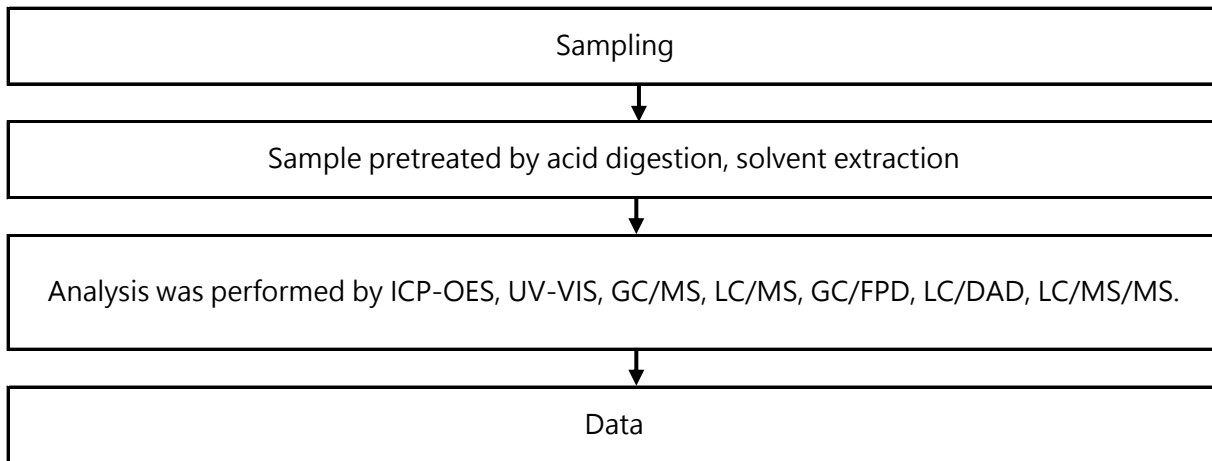 Sampling
Sample pretreated by acid digestion, solvent extraction
Analysis was performed by ICP-OES, UV-VIS, GC/MS, LC/MS, GC/FPD, LC/DAD, LC/MS/MS.
Data